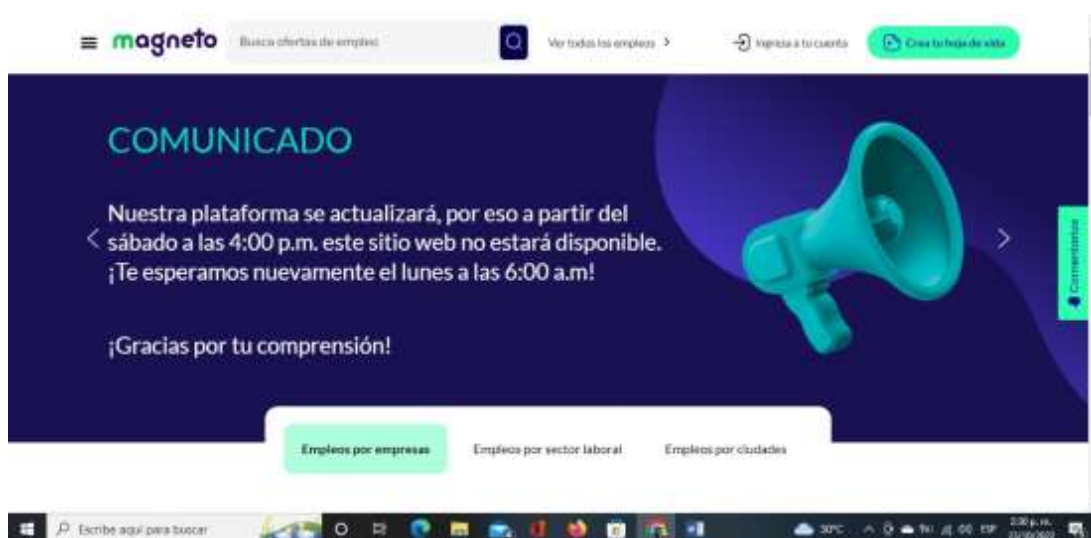 magneto
Busca ofertas de empleo
Ver todos los empleos
Ingresa a tu cuenta
Crea tu hoja de vida
COMUNICADO
Nuestra plataforma se actualizará, por eso a partir del
sábado a las 4:00 p.m. este sitio web no estará disponible.
¡Te esperamos nuevamente el lunes a las 6:00 a.m!
¡Gracias por tu comprensión!
Comentarios
Empleos por empresas
Empleos por sector laboral
Empleos por ciudades
Escribe aquí para buscar
30°C
ESP